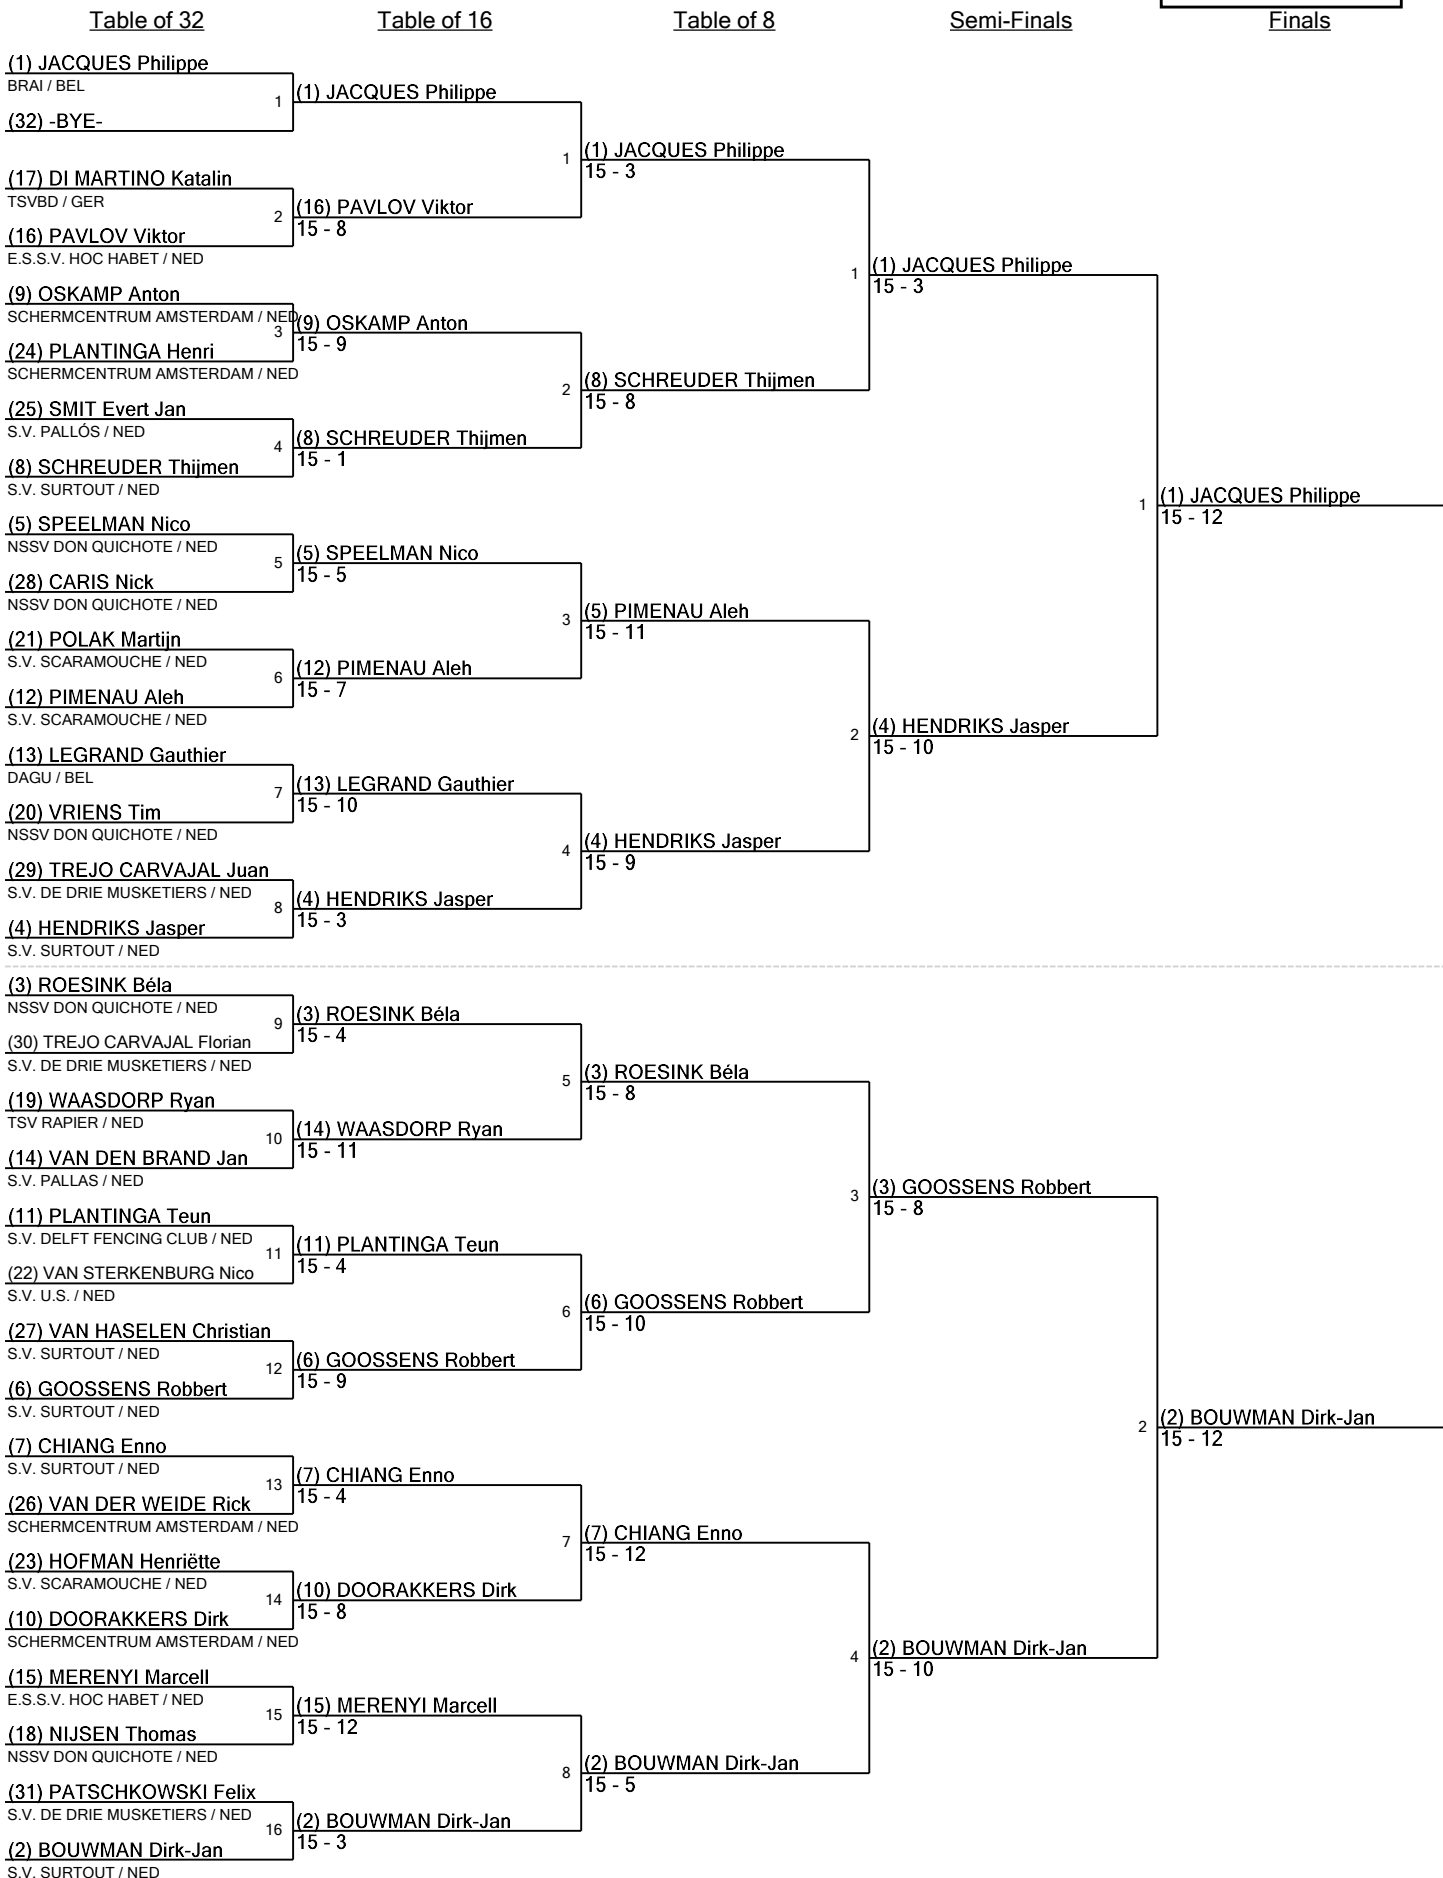 Table of 32
Table of 16
Table of 8
Semi-Finals
Finals
(1) JACQUES Philippe
BRAI / BEL
1
(32) -BYE-
(17) DI MARTINO Katalin
TSVBD / GER
2
(16) PAVLOV Viktor
E.S.S.V. HOC HABET / NED
(9) OSKAMP Anton
SCHERMCENTRUM AMSTERDAM / NED
3
(24) PLANTINGA Henri
SCHERMCENTRUM AMSTERDAM / NED
(25) SMIT Evert Jan
S.V. PALLÓS / NED
4
(8) SCHREUDER Thijmen
S.V. SURTOUT / NED
(5) SPEELMAN Nico
NSSV DON QUICHOTE / NED
5
(28) CARIS Nick
NSSV DON QUICHOTE / NED
(21) POLAK Martijn
S.V. SCARAMOUCHE / NED
6
(12) PIMENAU Aleh
S.V. SCARAMOUCHE / NED
(13) LEGRAND Gauthier
DAGU / BEL
7
(20) VRIENS Tim
NSSV DON QUICHOTE / NED
(29) TREJO CARVAJAL Juan
S.V. DE DRIE MUSKETIERS / NED
8
(4) HENDRIKS Jasper
S.V. SURTOUT / NED
(3) ROESINK Béla
NSSV DON QUICHOTE / NED
9
(30) TREJO CARVAJAL Florian
S.V. DE DRIE MUSKETIERS / NED
(19) WAASDORP Ryan
TSV RAPIER / NED
10
(14) VAN DEN BRAND Jan
S.V. PALLAS / NED
(11) PLANTINGA Teun
S.V. DELFT FENCING CLUB / NED
11
(22) VAN STERKENBURG Nico
S.V. U.S. / NED
(27) VAN HASELEN Christian
S.V. SURTOUT / NED
12
(6) GOOSSENS Robbert
S.V. SURTOUT / NED
(7) CHIANG Enno
S.V. SURTOUT / NED
13
(26) VAN DER WEIDE Rick
SCHERMCENTRUM AMSTERDAM / NED
(23) HOFMAN Henriëtte
S.V. SCARAMOUCHE / NED
14
(10) DOORAKKERS Dirk
SCHERMCENTRUM AMSTERDAM / NED
(15) MERENYI Marcell
E.S.S.V. HOC HABET / NED
15
(18) NIJSEN Thomas
NSSV DON QUICHOTE / NED
(31) PATSCHKOWSKI Felix
S.V. DE DRIE MUSKETIERS / NED
16
(2) BOUWMAN Dirk-Jan
S.V. SURTOUT / NED
(1) JACQUES Philippe
1
(16) PAVLOV Viktor
15 - 8
(9) OSKAMP Anton
15 - 9
2
(8) SCHREUDER Thijmen
15 - 1
(5) SPEELMAN Nico
15 - 5
3
(12) PIMENAU Aleh
15 - 7
(13) LEGRAND Gauthier
15 - 10
4
(4) HENDRIKS Jasper
15 - 3
(3) ROESINK Béla
15 - 4
5
(14) WAASDORP Ryan
15 - 11
(11) PLANTINGA Teun
15 - 4
6
(6) GOOSSENS Robbert
15 - 9
(7) CHIANG Enno
15 - 4
7
(10) DOORAKKERS Dirk
15 - 8
(15) MERENYI Marcell
15 - 12
8
(2) BOUWMAN Dirk-Jan
15 - 3
(1) JACQUES Philippe
15 - 3
1
(8) SCHREUDER Thijmen
15 - 8
(5) PIMENAU Aleh
15 - 11
2
(4) HENDRIKS Jasper
15 - 9
(3) ROESINK Béla
15 - 8
3
(6) GOOSSENS Robbert
15 - 10
(7) CHIANG Enno
15 - 12
4
(2) BOUWMAN Dirk-Jan
15 - 5
(1) JACQUES Philippe
15 - 3
1
(4) HENDRIKS Jasper
15 - 10
(3) GOOSSENS Robbert
15 - 8
2
(2) BOUWMAN Dirk-Jan
15 - 10
(1) JACQUES Philippe
15 - 12
(2) BOUWMAN Dirk-Jan
15 - 12